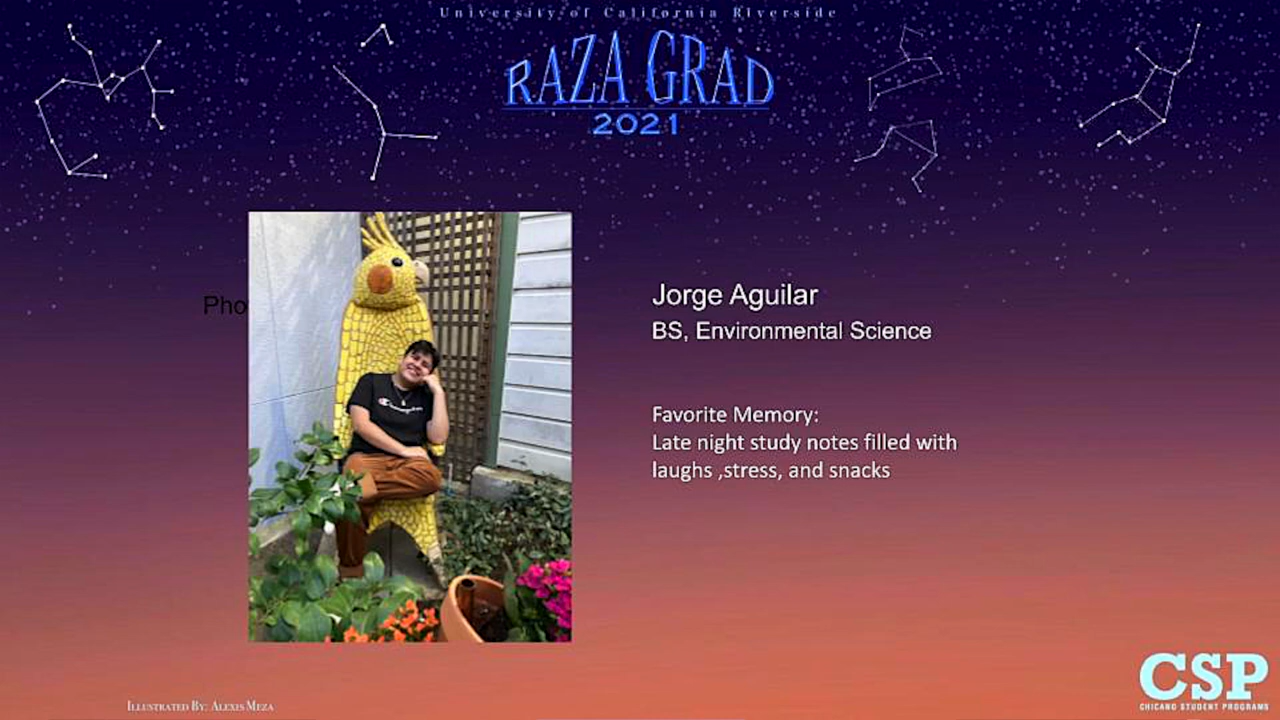 University of California Riverside
RAZA GRAD
2021
Pho
Jorge Aguilar
BS, Environmental Science
Favorite Memory:
Late night study notes filled with
laughs ,stress, and snacks
Champion
ILLUSTRATED BY: ALEXIS MEZA
CSP
CHICANO STUDENT PROGRAMS